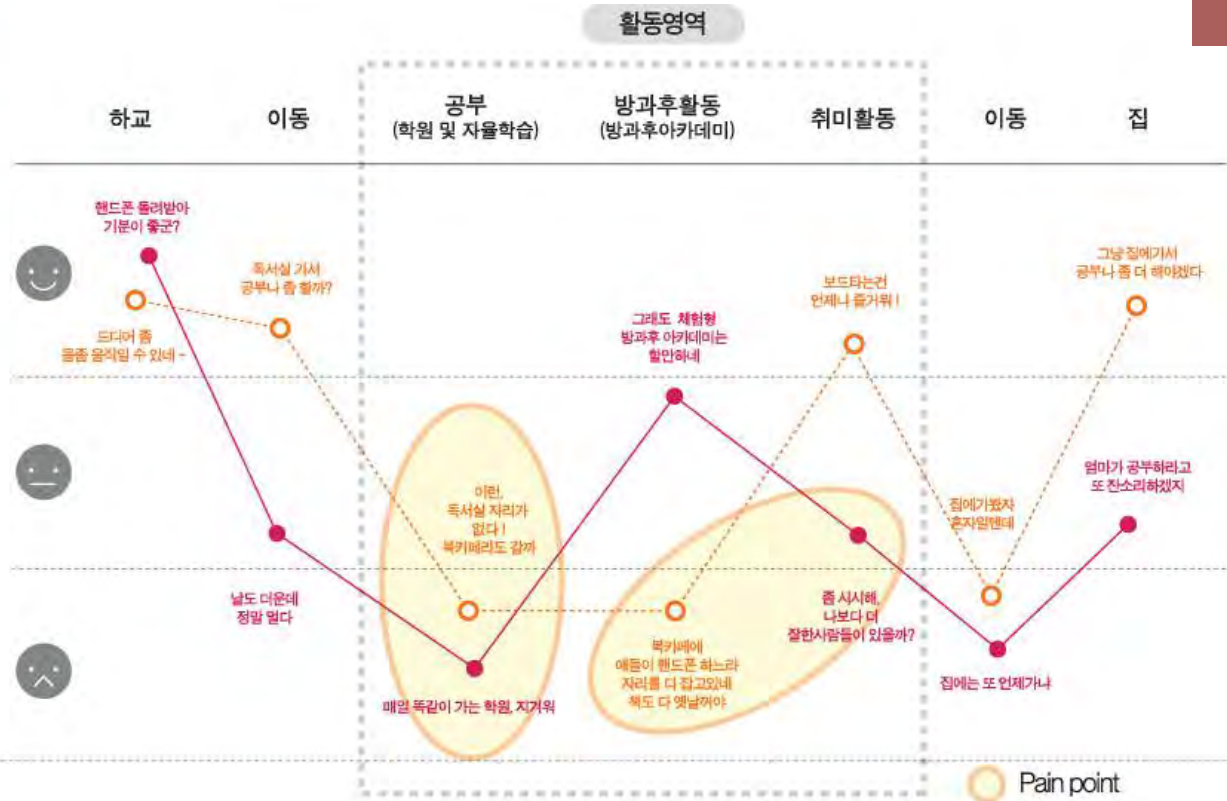 활동영역
하교
이동
공부
(학원 및 자율학습)
방과후활동
(방과후아카데미)
취미활동
이동
집
핸드폰 돌려받아
기분이 좋군?
드디어 좀
몸좀 움직일 수 있네 ~
독서실 가서
공부나 좀 할까?
날도 더운데
정말 멀다
이런,
독서실 자리가
없다 !
북카페라도 갈까
매일 똑같이 가는 학원, 지겨워
그래도 체험형
방과후 아카데미는
할만하네
북카페에
애들이 핸드폰 하느라
자리를 다 잡고있네
책도 다 옛날꺼야
보드타는건
언제나 즐거워 !
좀 시시해,
나보다 더
잘한사람들이 있을까?
집에가봤자
혼자일텐데
집에는 또 언제가냐
그냥 집에가서
공부나 좀 더 해야겠다
엄마가 공부하라고
또 잔소리하겠지
Pain point